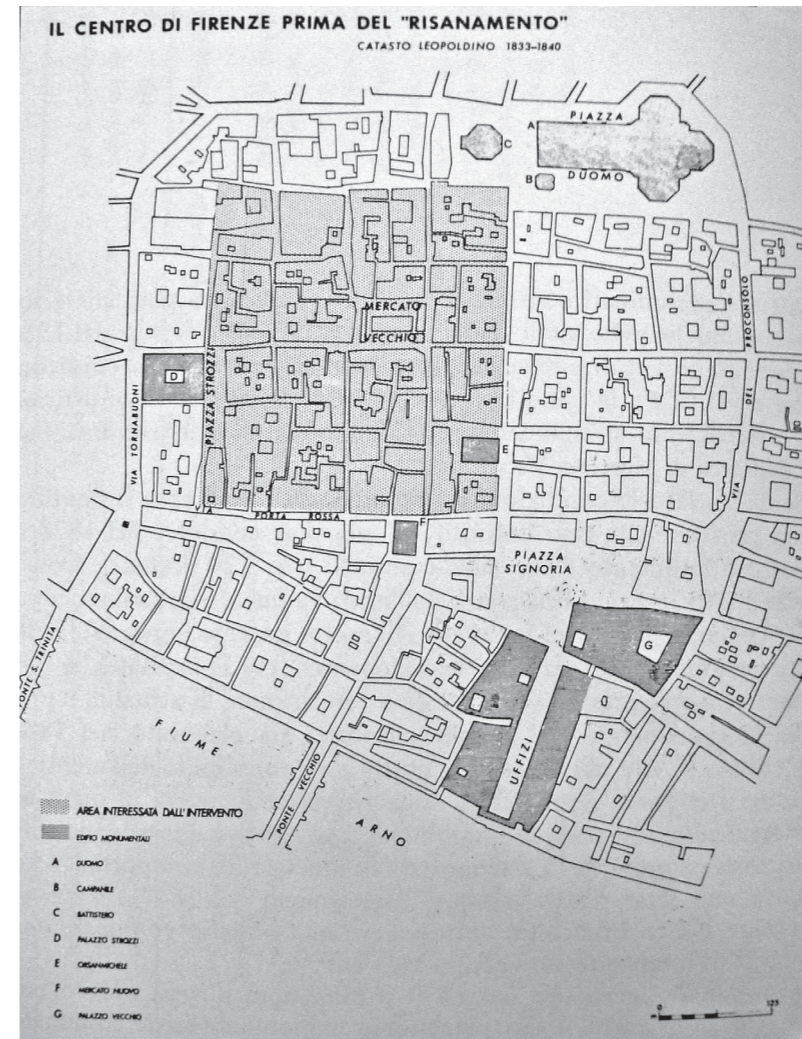 IL CENTRO DI FIRENZE PRIMA DEL "RISANAMENTO"
CATASTO LEOPOLDINO 1833-1840
PIAZZA
A
C
B
DUOMO
MERCATO
VECCHIO
PROCONSOLO
DEL
VIA
D
PIAZZA STROZZI
VIA TORNABUONI
E
VIA PORTA ROSSA
F
PIAZZA
SIGNORIA
G
PONTE S. TRINITA
FIUME
UFFIZI
PONTE VECCHIO
ARNO
AREA INTERESSATA DALL'INTERVENTO
EDIFICI MONUMENTALI
A DUOMO
B CAMPANILE
C BATTISTERO
D PALAZZO STROZZI
E ORSANMICHELE
F MERCATO NUOVO
G PALAZZO VECCHIO
0 125
m